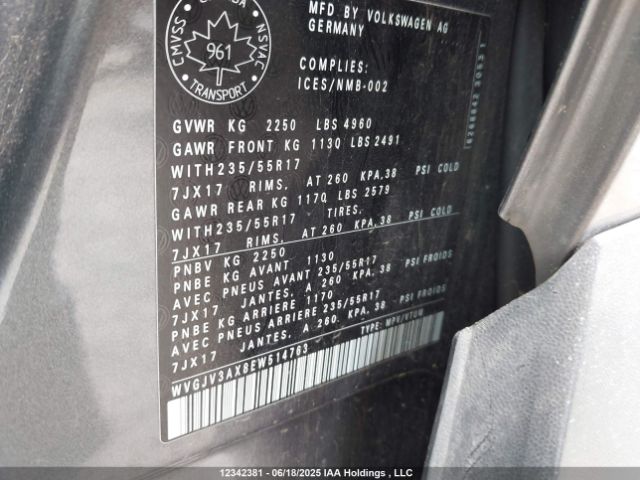 CMVSS
NSVAC
961
TRANSPORT
MFD BY VOLKSWAGEN AG
GERMANY
COMPLIES:
ICES/NMB-002
GVWR KG 2250 LBS 4960
GAWR FRONT KG 1130 LBS 2491
WITH 235/55R17
7JX17 RIMS, AT 260 KPA,38 PSI COLD
GAWR REAR KG 1170 LBS 2579
WITH 235/55R17 TIRES,
7JX17 RIMS, AT 260 KPA,38 PSI COLD
PNBV KG 2250
PNBE KG AVANT 1130
AVEC PNEUS AVANT 235/55R17
7JX17 JANTES, A 260 KPA,38 PSI FROIDS
PNBE KG ARRIERE 1170
AVEC PNEUS ARRIERE 235/55R17
7JX17 JANTES, A 260 KPA,38 PSI FROIDS
TYPE: MPV/VTUM
WVGJV3AX8EW514763
12342381 - 06/18/2025 IAA Holdings , LLC